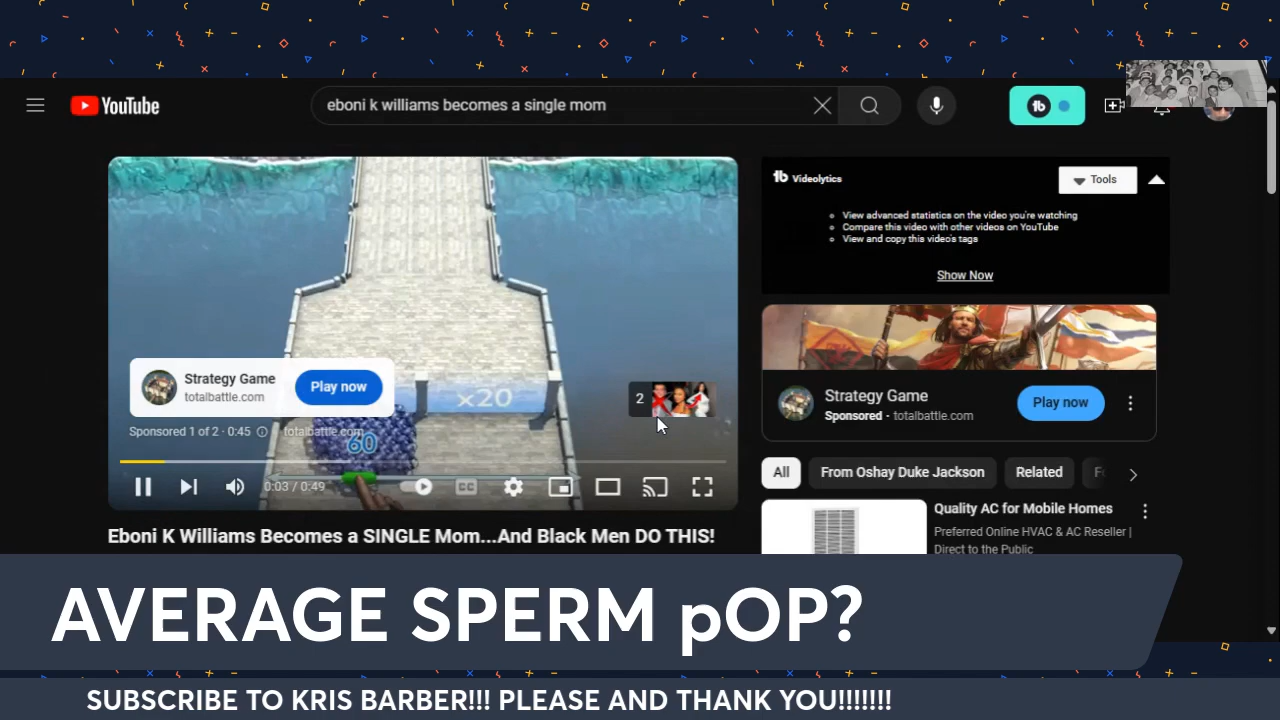 YouTube
eboni k williams becomes a single mom
Videolytics
Tools
View advanced statistics on the video you're watching
Compare this video with other videos on YouTube
View and copy this video's tags
Show Now
Strategy Game
totalbattle.com
Play now
x20
2
Sponsored 1 of 2 · 0:45
totalbattle.com
60
0:03 / 0:49
CC
Strategy Game
Sponsored · totalbattle.com
Play now
All
From Oshay Duke Jackson
Related
Quality AC for Mobile Homes
Preferred Online HVAC & AC Reseller |
Direct to the Public
Eboni K Williams Becomes a SINGLE Mom...And Black Men DO THIS!
AVERAGE SPERM pOP?
SUBSCRIBE TO KRIS BARBER!!! PLEASE AND THANK YOU!!!!!!!